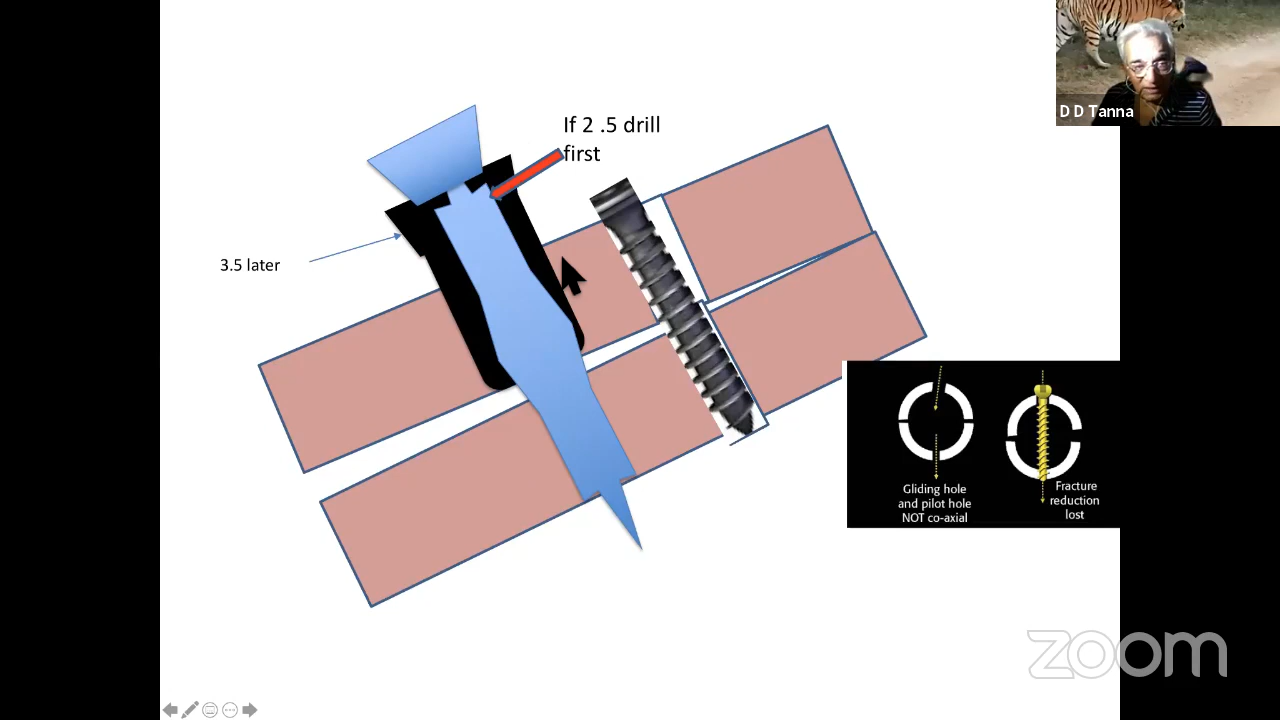 If 2 .5 drill
first
D D Tanna
3.5 later
Gliding hole
and pilot hole
NOT co-axial
Fracture
reduction
lost
zoom